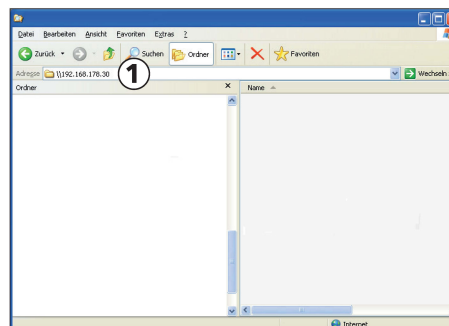 Datei Bearbeiten Ansicht Favoriten Extras ?
Zurück Suchen Ordner Favoriten
Adresse \\192.168.178.30 1 Wechseln
Ordner x Name
Internet